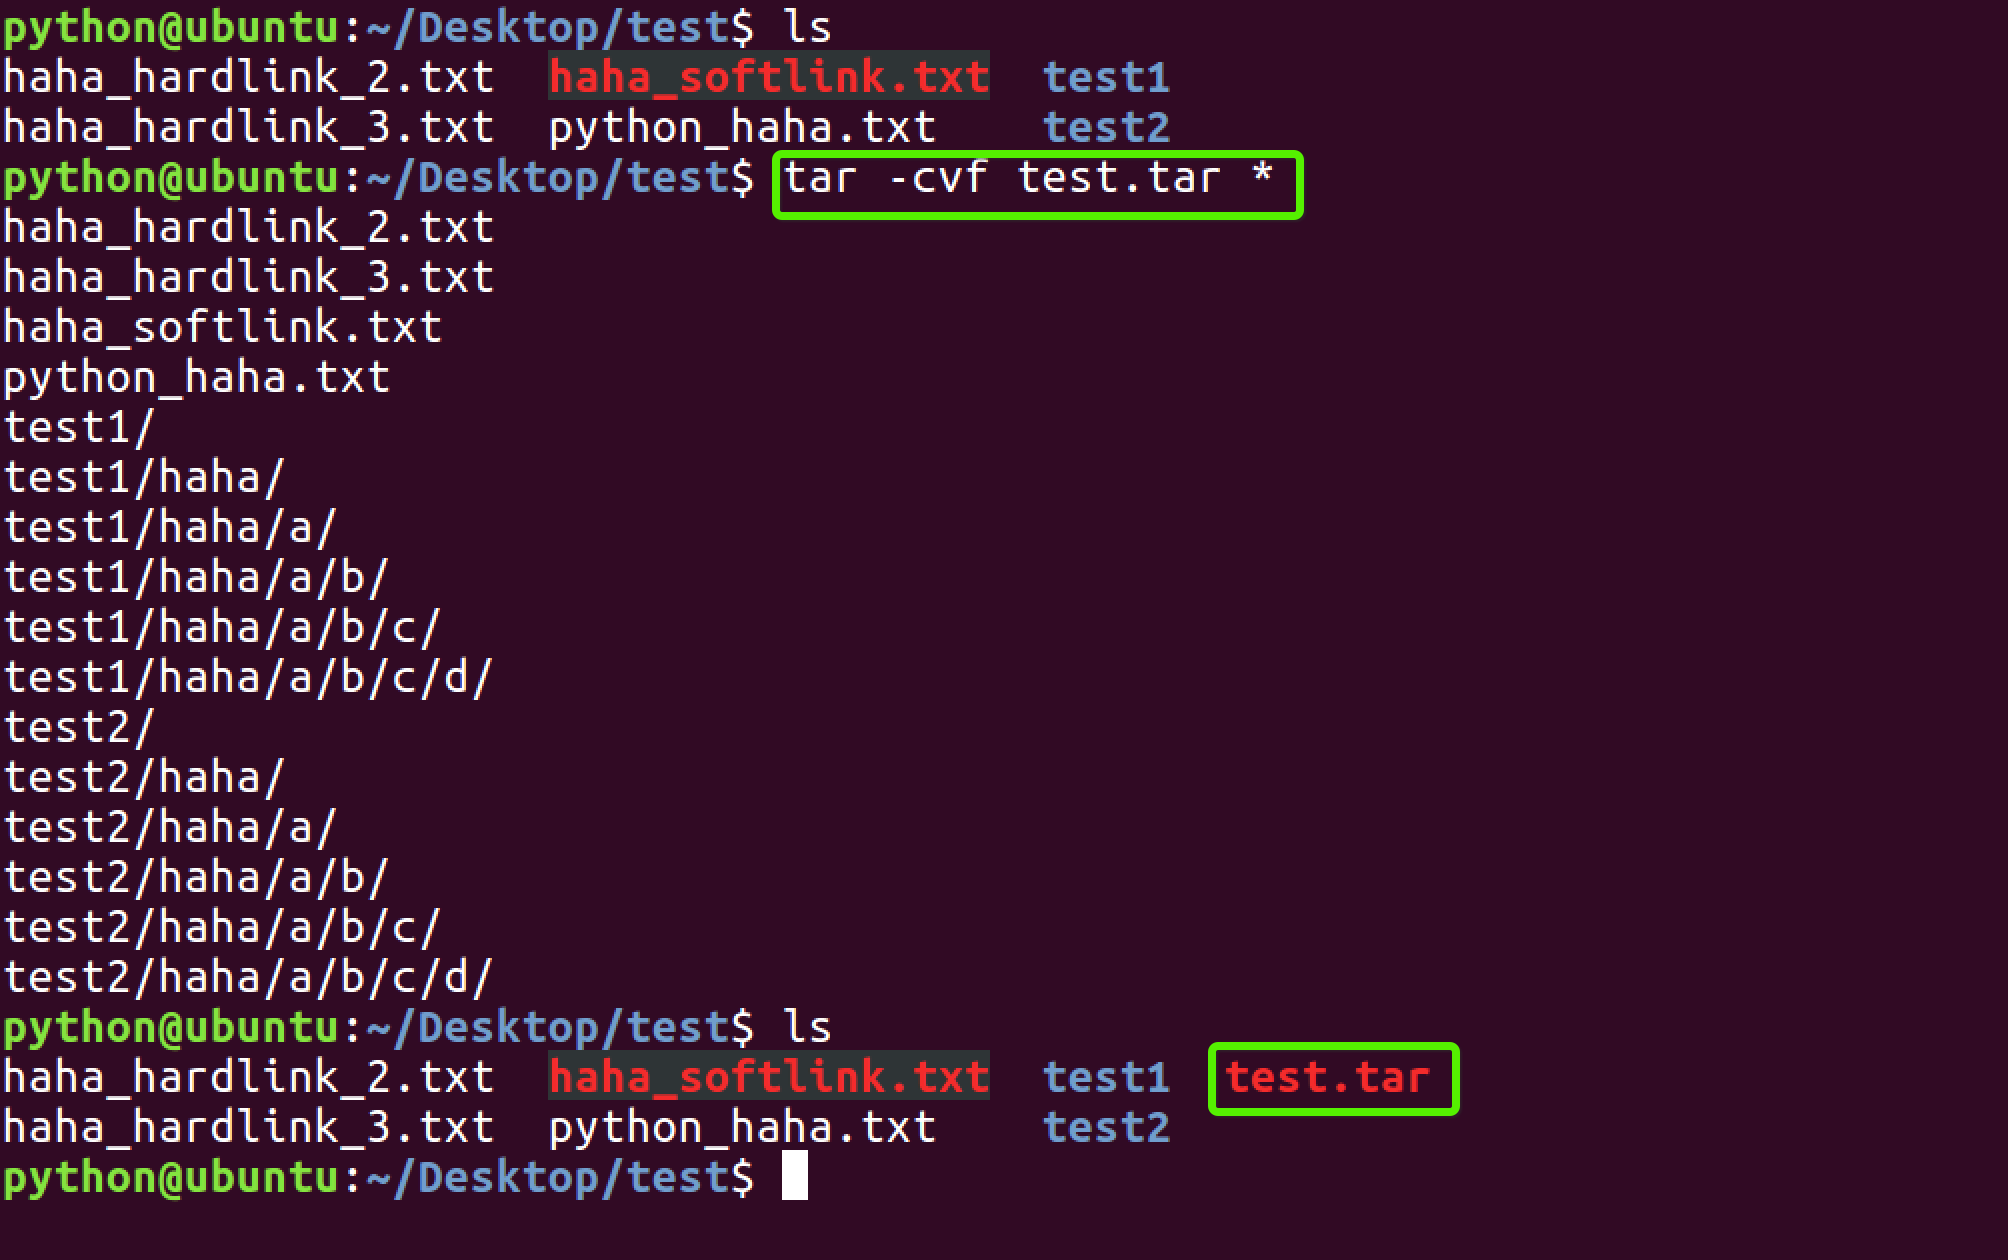 python@ubuntu:~/Desktop/test$ ls
haha_hardlink_2.txt  haha_softlink.txt  test1
haha_hardlink_3.txt  python_haha.txt    test2
python@ubuntu:~/Desktop/test$ tar -cvf test.tar *
haha_hardlink_2.txt
haha_hardlink_3.txt
haha_softlink.txt
python_haha.txt
test1/
test1/haha/
test1/haha/a/
test1/haha/a/b/
test1/haha/a/b/c/
test1/haha/a/b/c/d/
test2/
test2/haha/
test2/haha/a/
test2/haha/a/b/
test2/haha/a/b/c/
test2/haha/a/b/c/d/
python@ubuntu:~/Desktop/test$ ls
haha_hardlink_2.txt  haha_softlink.txt  test1  test.tar
haha_hardlink_3.txt  python_haha.txt    test2
python@ubuntu:~/Desktop/test$